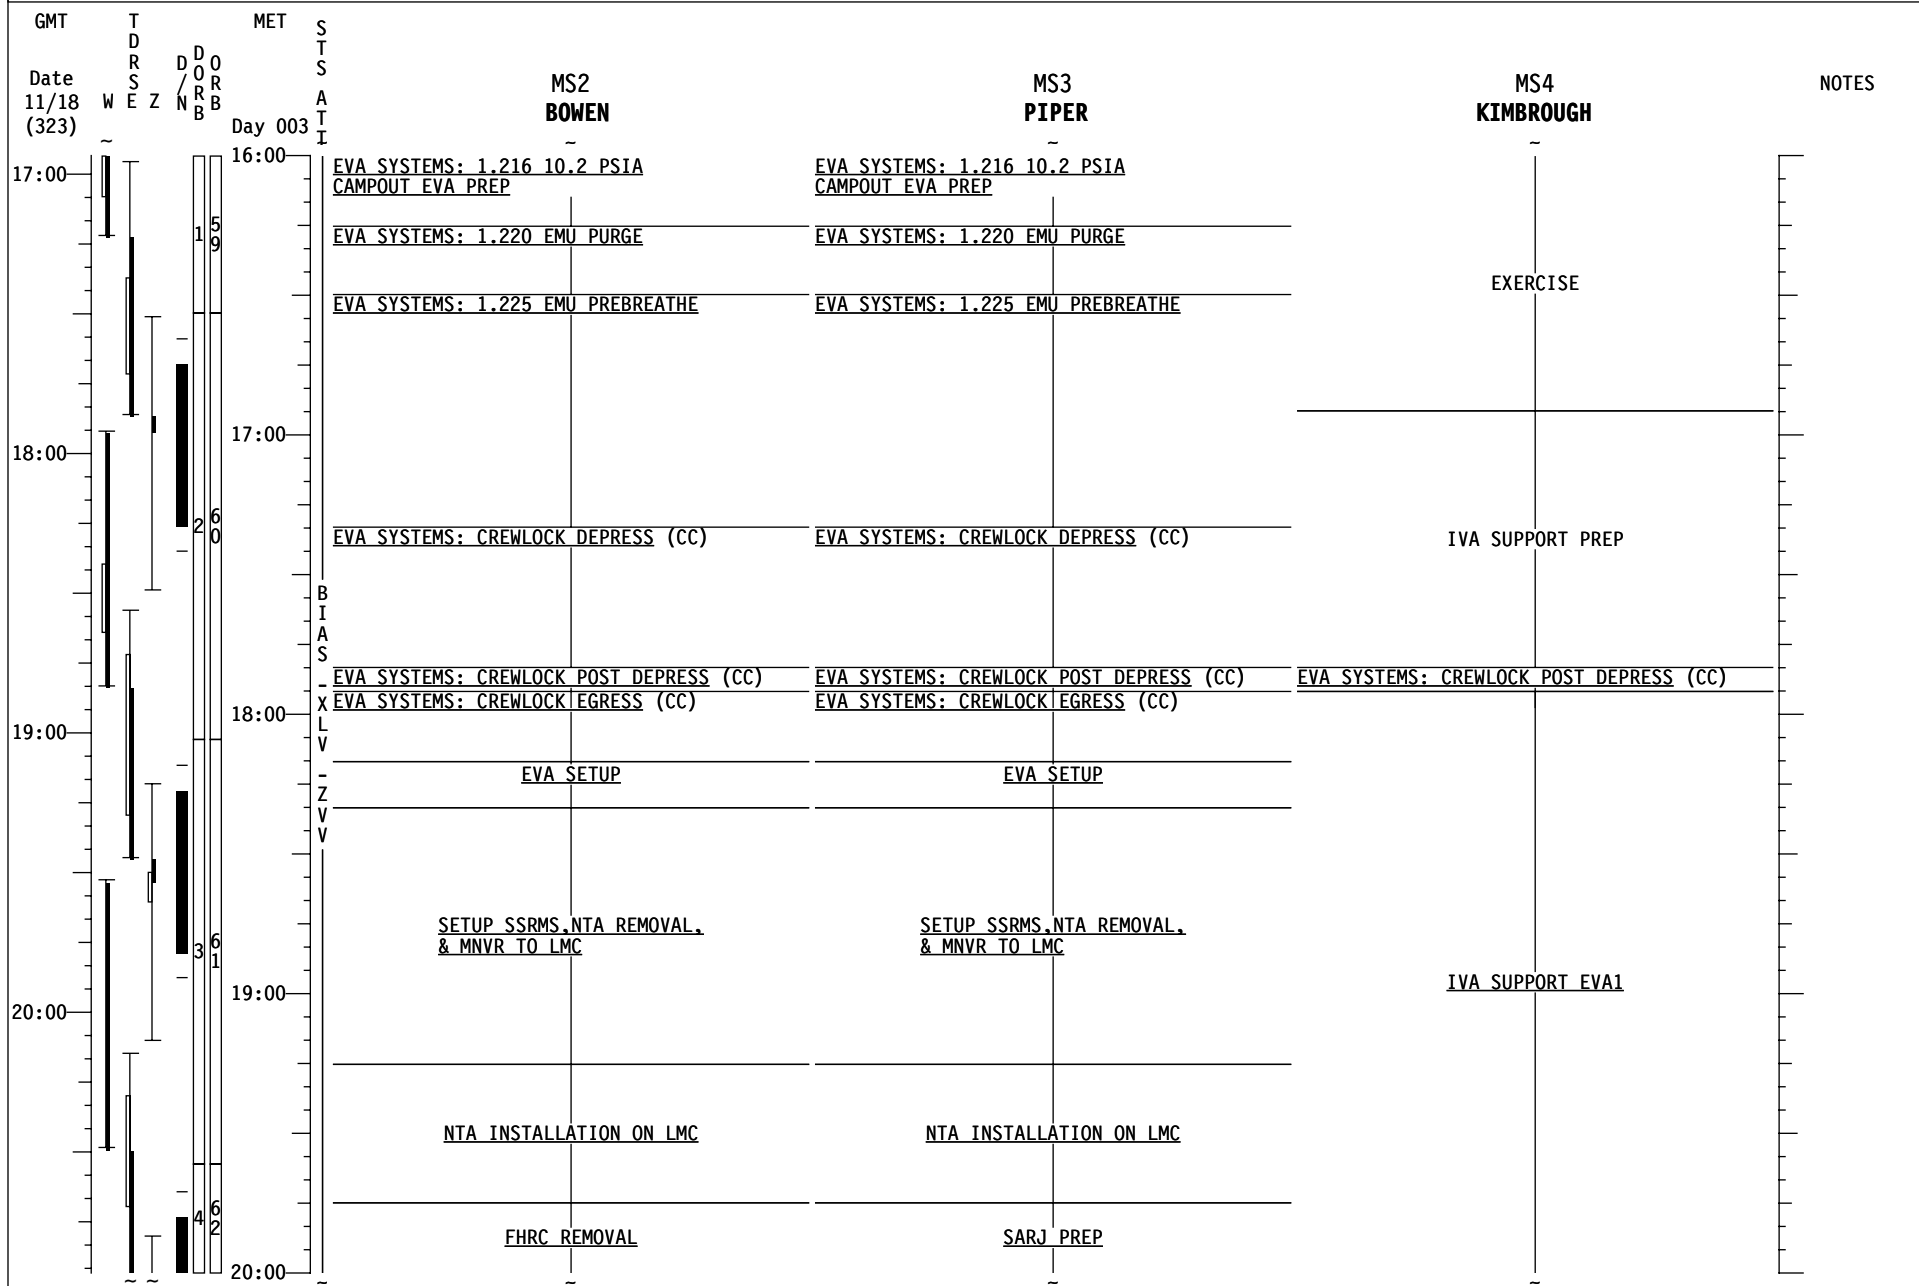 GMT
TDRS
MET
STS ATT
Date
11/18
(323)
W E Z
D/N
DORB
ORB
Day 003
MS2
BOWEN
MS3
PIPER
MS4
KIMBROUGH
NOTES
~ ~ ~ ~
16:00
EVA SYSTEMS: 1.216 10.2 PSIA
CAMPOUT EVA PREP
EVA SYSTEMS: 1.216 10.2 PSIA
CAMPOUT EVA PREP
17:00
1
59
EVA SYSTEMS: 1.220 EMU PURGE
EVA SYSTEMS: 1.220 EMU PURGE
EXERCISE
EVA SYSTEMS: 1.225 EMU PREBREATHE
EVA SYSTEMS: 1.225 EMU PREBREATHE
17:00
18:00
2
60
EVA SYSTEMS: CREWLOCK DEPRESS (CC)
EVA SYSTEMS: CREWLOCK DEPRESS (CC)
IVA SUPPORT PREP
BIAS -XLV -ZVV
EVA SYSTEMS: CREWLOCK POST DEPRESS (CC)
EVA SYSTEMS: CREWLOCK POST DEPRESS (CC)
EVA SYSTEMS: CREWLOCK POST DEPRESS (CC)
EVA SYSTEMS: CREWLOCK EGRESS (CC)
EVA SYSTEMS: CREWLOCK EGRESS (CC)
18:00
19:00
EVA SETUP
EVA SETUP
SETUP SSRMS,NTA REMOVAL,
& MNVR TO LMC
SETUP SSRMS,NTA REMOVAL,
& MNVR TO LMC
3
61
IVA SUPPORT EVA1
19:00
20:00
NTA INSTALLATION ON LMC
NTA INSTALLATION ON LMC
4
62
FHRC REMOVAL
SARJ PREP
20:00
~ ~ ~ ~ ~ ~